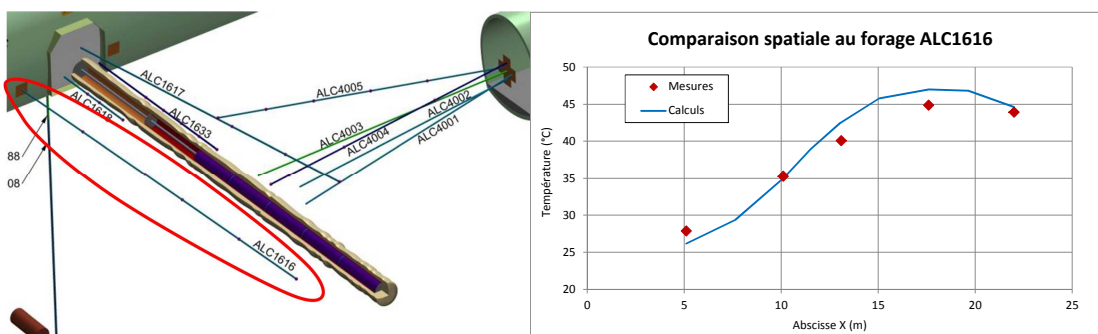 ALC1617
ALC4005
ALC1618
ALC1633
ALC4003
ALC4002
ALC4004
ALC4001
88
08
ALC1616
Comparaison spatiale au forage ALC1616
50
45
40
35
30
25
20
Température (°C)
Mesures
Calculs
0
5
10
15
20
25
Abscisse X (m)